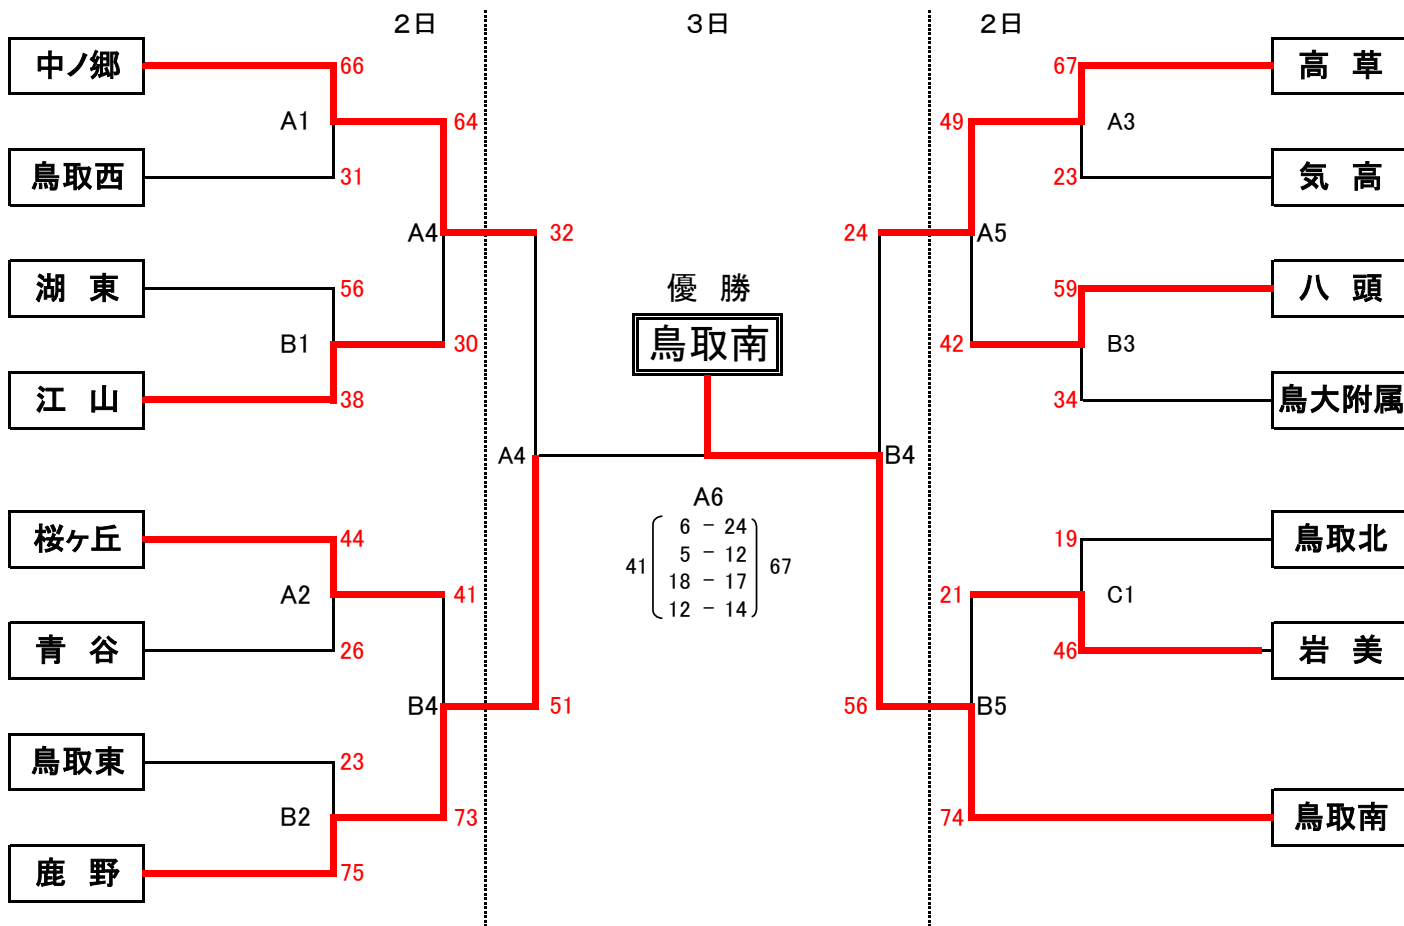 2日
3日
2日
中ノ郷
66
67
高 草
A1
64
49
A3
鳥取西
31
23
気 高
A4
32
24
A5
湖 東
56
優 勝
59
八 頭
B1
30
鳥取南
42
B3
江 山
38
34
鳥大附属
A4
B4
A6
桜ヶ丘
44
6 - 24
19
鳥取北
5 - 12
41
67
18 - 17
A2
41
12 - 14
21
C1
青 谷
26
46
岩 美
B4
51
56
B5
鳥取東
23
B2
73
74
鳥取南
鹿 野
75